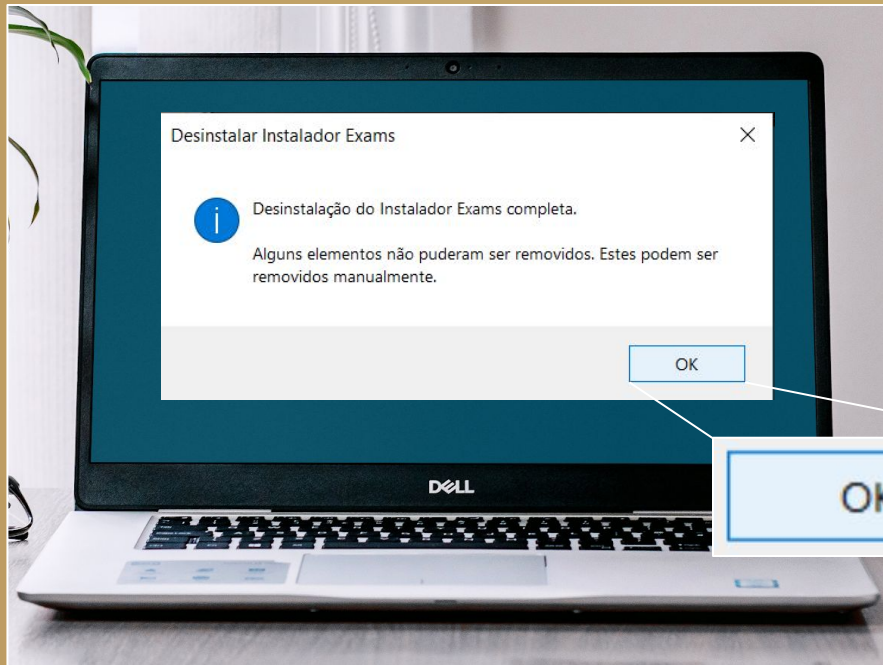 Desinstalar Instalador Exams
Desinstalação do Instalador Exams completa.
Alguns elementos não puderam ser removidos. Estes podem ser
removidos manualmente.
OK
DELL
OK